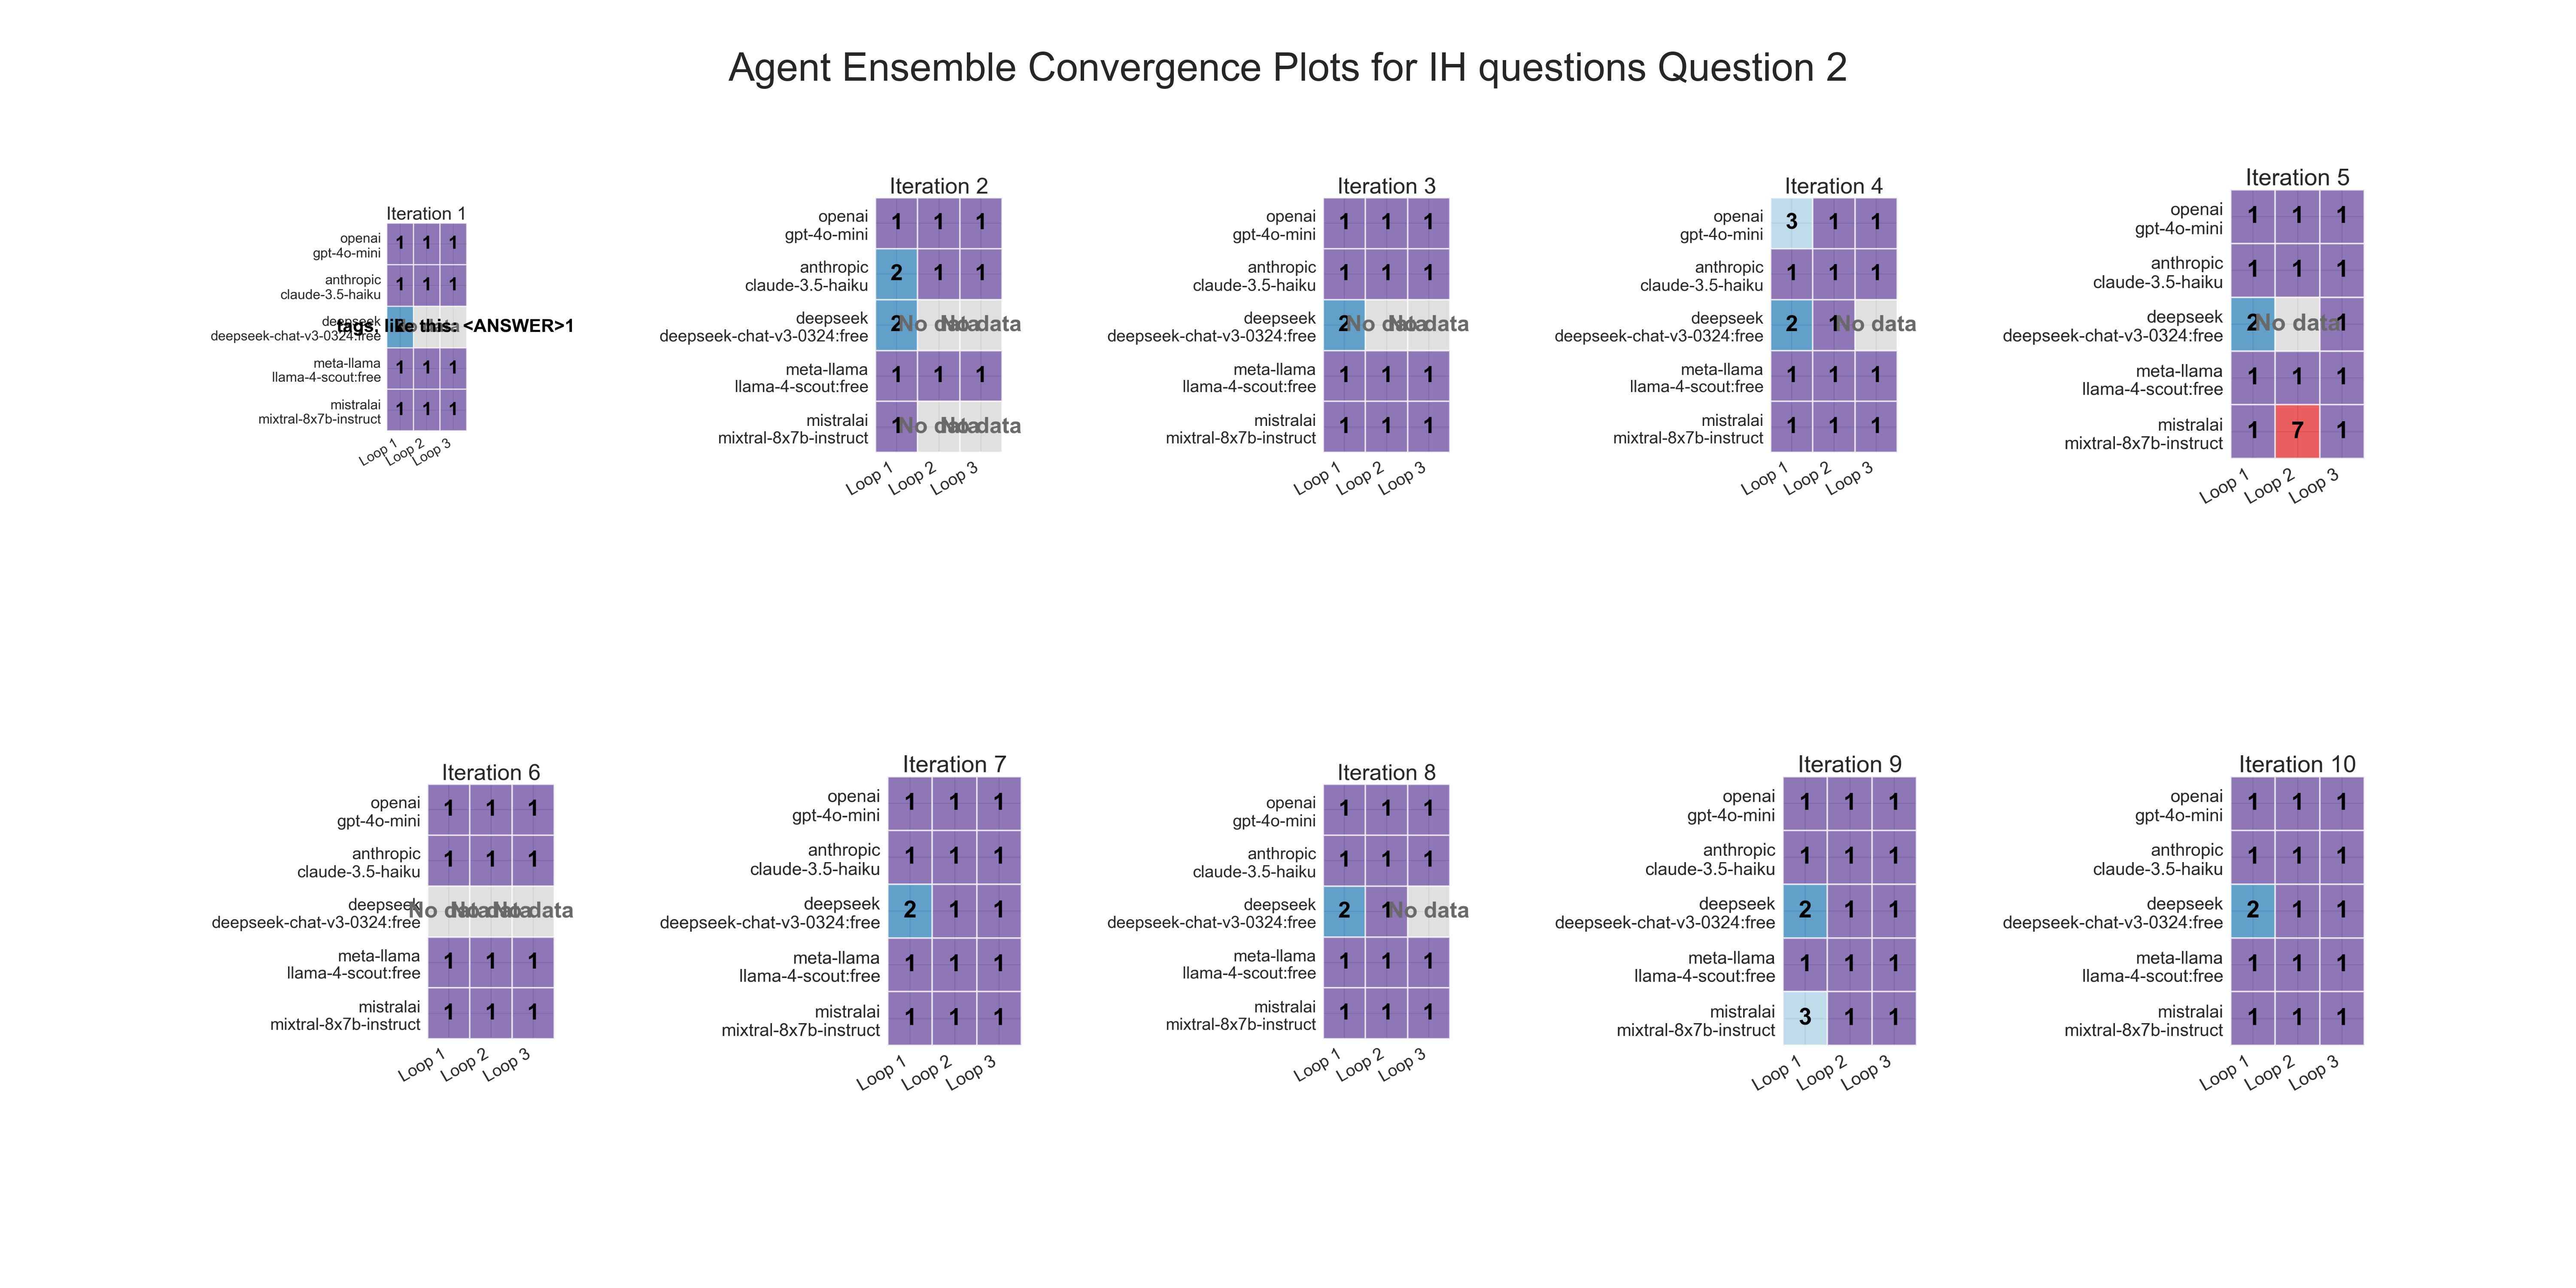 Agent Ensemble Convergence Plots for IH questions Question 2
Iteration 1
openai
gpt-4o-mini
1 1 1
anthropic
claude-3.5-haiku
1 1 1
deepseek
deepseek-chat-v3-0324:free
tags, like this: <ANSWER>1
meta-llama
llama-4-scout:free
1 1 1
mistralai
mixtral-8x7b-instruct
1 1 1
Loop 1 Loop 2 Loop 3
Iteration 2
openai
gpt-4o-mini
1 1 1
anthropic
claude-3.5-haiku
2 1 1
deepseek
deepseek-chat-v3-0324:free
2 No data No data
meta-llama
llama-4-scout:free
1 1 1
mistralai
mixtral-8x7b-instruct
1 No data No data
Loop 1 Loop 2 Loop 3
Iteration 3
openai
gpt-4o-mini
1 1 1
anthropic
claude-3.5-haiku
1 1 1
deepseek
deepseek-chat-v3-0324:free
2 No data No data
meta-llama
llama-4-scout:free
1 1 1
mistralai
mixtral-8x7b-instruct
1 1 1
Loop 1 Loop 2 Loop 3
Iteration 4
openai
gpt-4o-mini
3 1 1
anthropic
claude-3.5-haiku
1 1 1
deepseek
deepseek-chat-v3-0324:free
2 1 No data
meta-llama
llama-4-scout:free
1 1 1
mistralai
mixtral-8x7b-instruct
1 1 1
Loop 1 Loop 2 Loop 3
Iteration 5
openai
gpt-4o-mini
1 1 1
anthropic
claude-3.5-haiku
1 1 1
deepseek
deepseek-chat-v3-0324:free
2 No data 1
meta-llama
llama-4-scout:free
1 1 1
mistralai
mixtral-8x7b-instruct
1 7 1
Loop 1 Loop 2 Loop 3
Iteration 6
openai
gpt-4o-mini
1 1 1
anthropic
claude-3.5-haiku
1 1 1
deepseek
deepseek-chat-v3-0324:free
No data No data No data
meta-llama
llama-4-scout:free
1 1 1
mistralai
mixtral-8x7b-instruct
1 1 1
Loop 1 Loop 2 Loop 3
Iteration 7
openai
gpt-4o-mini
1 1 1
anthropic
claude-3.5-haiku
1 1 1
deepseek
deepseek-chat-v3-0324:free
2 1 1
meta-llama
llama-4-scout:free
1 1 1
mistralai
mixtral-8x7b-instruct
1 1 1
Loop 1 Loop 2 Loop 3
Iteration 8
openai
gpt-4o-mini
1 1 1
anthropic
claude-3.5-haiku
1 1 1
deepseek
deepseek-chat-v3-0324:free
2 1 No data
meta-llama
llama-4-scout:free
1 1 1
mistralai
mixtral-8x7b-instruct
1 1 1
Loop 1 Loop 2 Loop 3
Iteration 9
openai
gpt-4o-mini
1 1 1
anthropic
claude-3.5-haiku
1 1 1
deepseek
deepseek-chat-v3-0324:free
2 1 1
meta-llama
llama-4-scout:free
1 1 1
mistralai
mixtral-8x7b-instruct
3 1 1
Loop 1 Loop 2 Loop 3
Iteration 10
openai
gpt-4o-mini
1 1 1
anthropic
claude-3.5-haiku
1 1 1
deepseek
deepseek-chat-v3-0324:free
2 1 1
meta-llama
llama-4-scout:free
1 1 1
mistralai
mixtral-8x7b-instruct
1 1 1
Loop 1 Loop 2 Loop 3